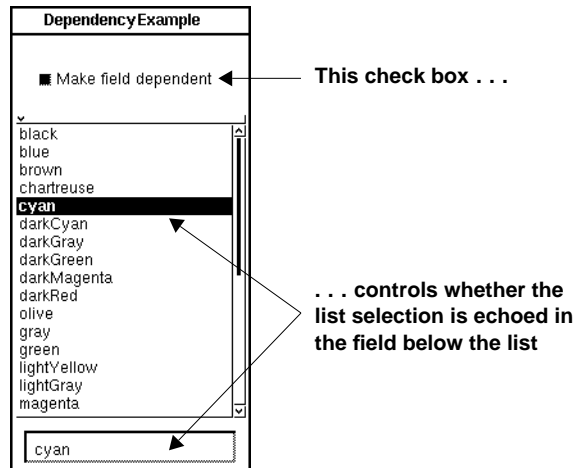 DependencyExample
Make field dependent
This check box . . .
black
blue
brown
chartreuse
cyan
darkCyan
darkGray
darkGreen
darkMagenta
darkRed
olive
gray
green
lightYellow
lightGray
magenta
. . . controls whether the
list selection is echoed in
the field below the list
cyan